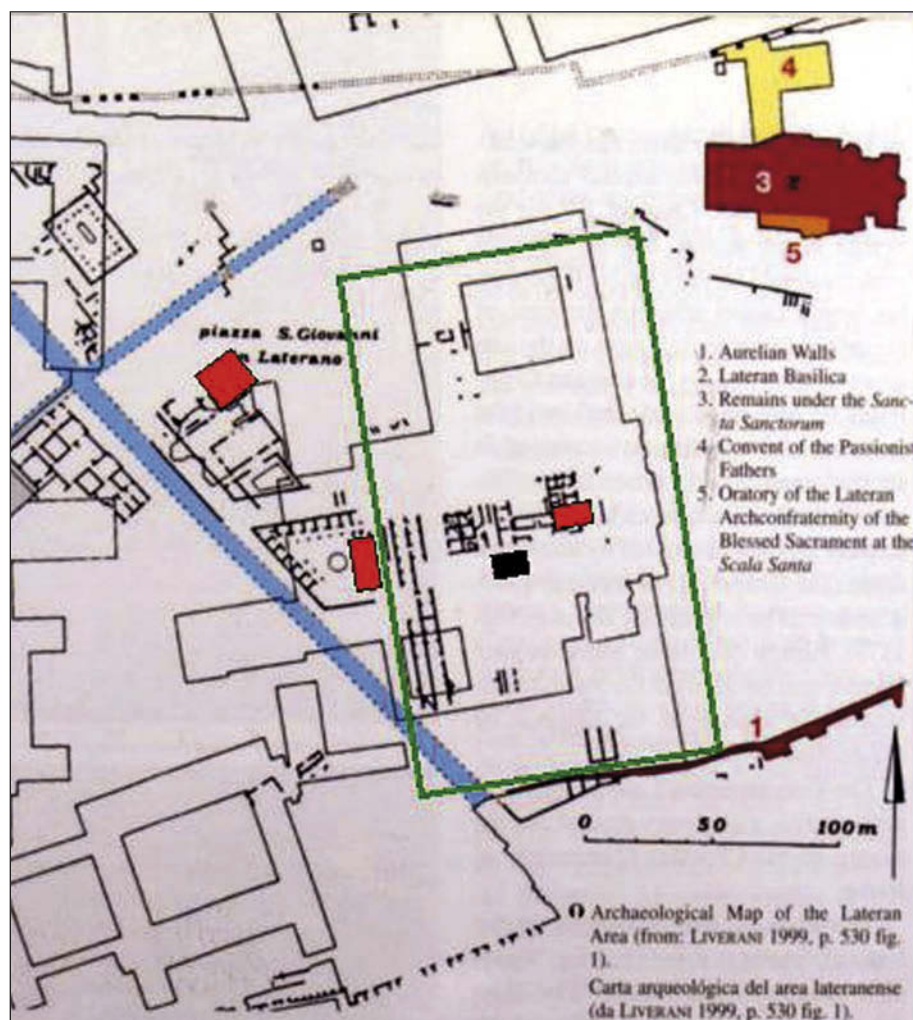 4
3
5
piazza S.Giovanni
in Laterano
1. Aurelian Walls
2. Lateran Basilica
3. Remains under the Sanc-
ta Sanctorum
4. Convent of the Passionist
Fathers
5. Oratory of the Lateran
Archconfraternity of the
Blessed Sacrament at the
Scala Santa
1
0 50 100 m
Archaeological Map of the Lateran
Area (from: LIVERANI 1999, p. 530 fig.
1).
Carta arqueológica del area lateranense
(da LIVERANI 1999, p. 530 fig. 1).